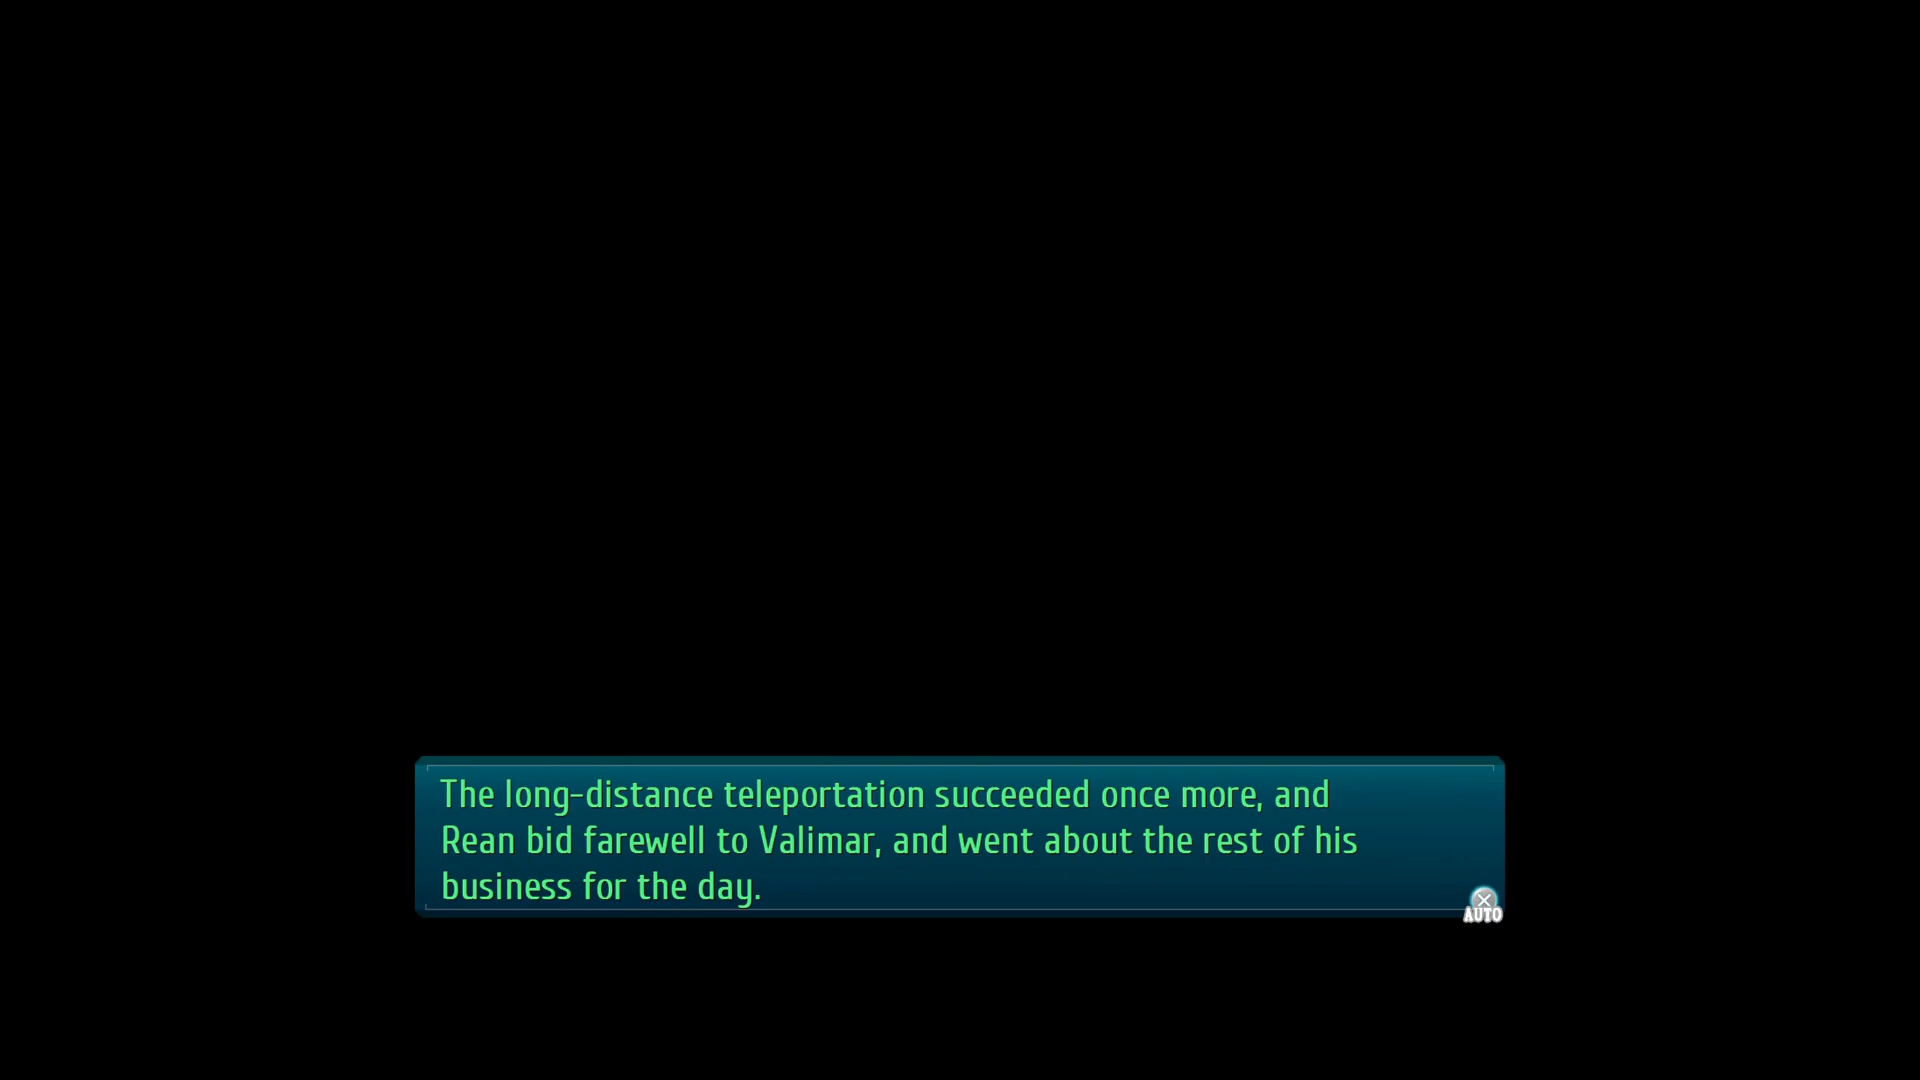 The long-distance teleportation succeeded once more, and
Rean bid farewell to Valimar, and went about the rest of his
business for the day.
AUTO